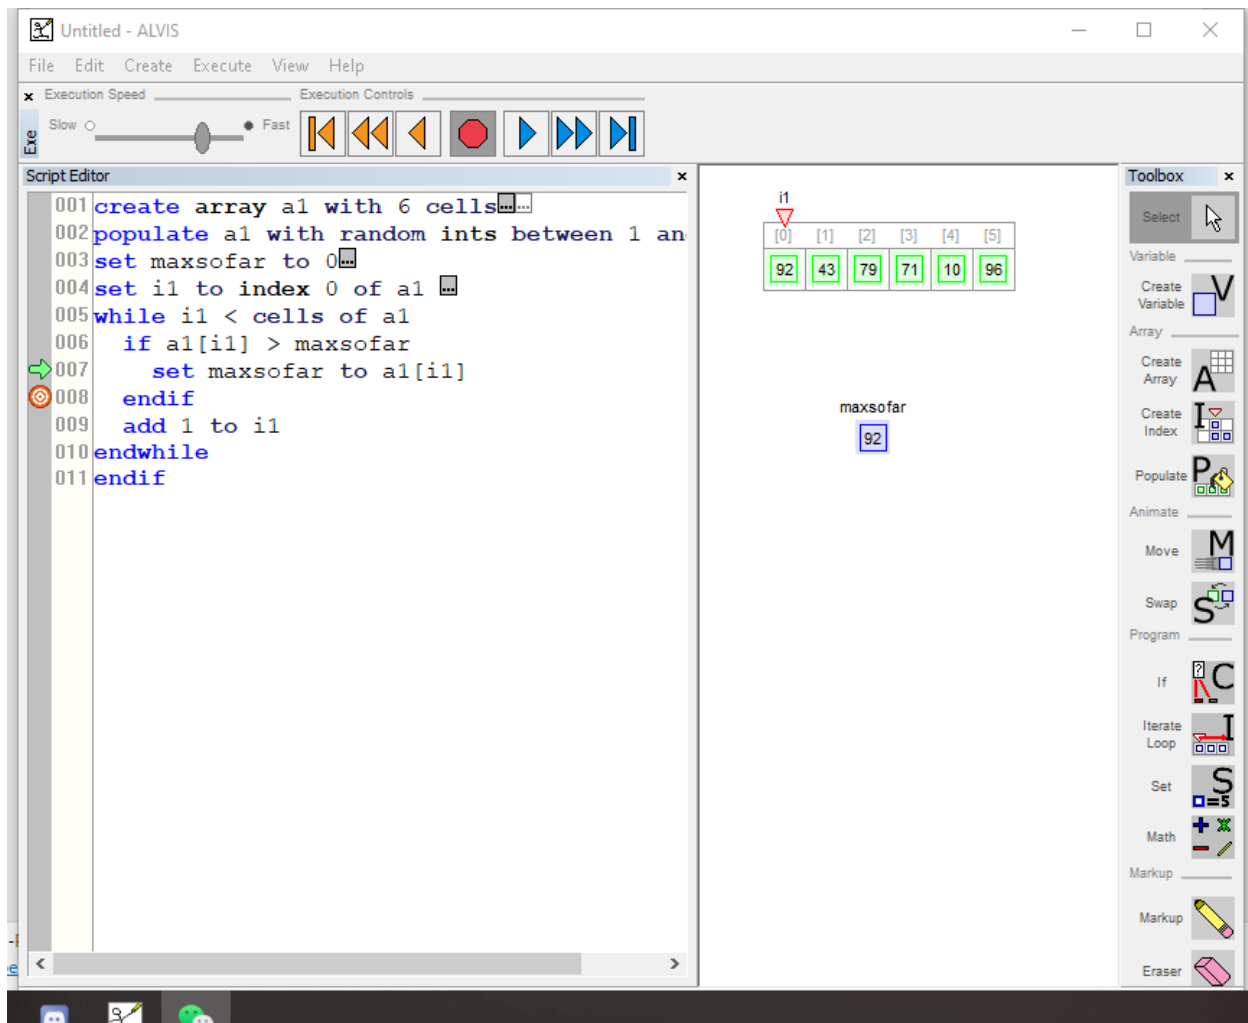 Untitled - ALVIS
File Edit Create Execute View Help
x Execution Speed Execution Controls
Exe
Slow Fast
Script Editor x
001 create array a1 with 6 cells......
002 populate a1 with random ints between 1 an
003 set maxsofar to 0...
004 set i1 to index 0 of a1 ...
005 while i1 < cells of a1
006 if a1[i1] > maxsofar
007 set maxsofar to a1[i1]
008 endif
009 add 1 to i1
010 endwhile
011 endif
i1
[0] [1] [2] [3] [4] [5]
92 43 79 71 10 96
maxsofar
92
Toolbox x
Select
Variable
Create Variable
V
Array
Create Array
A
Create Index
I
Populate
P
Animate
Move
M
Swap
S
Program
If
? C
Iterate Loop
I
Set
S
=5
Math
Markup
Markup
Eraser